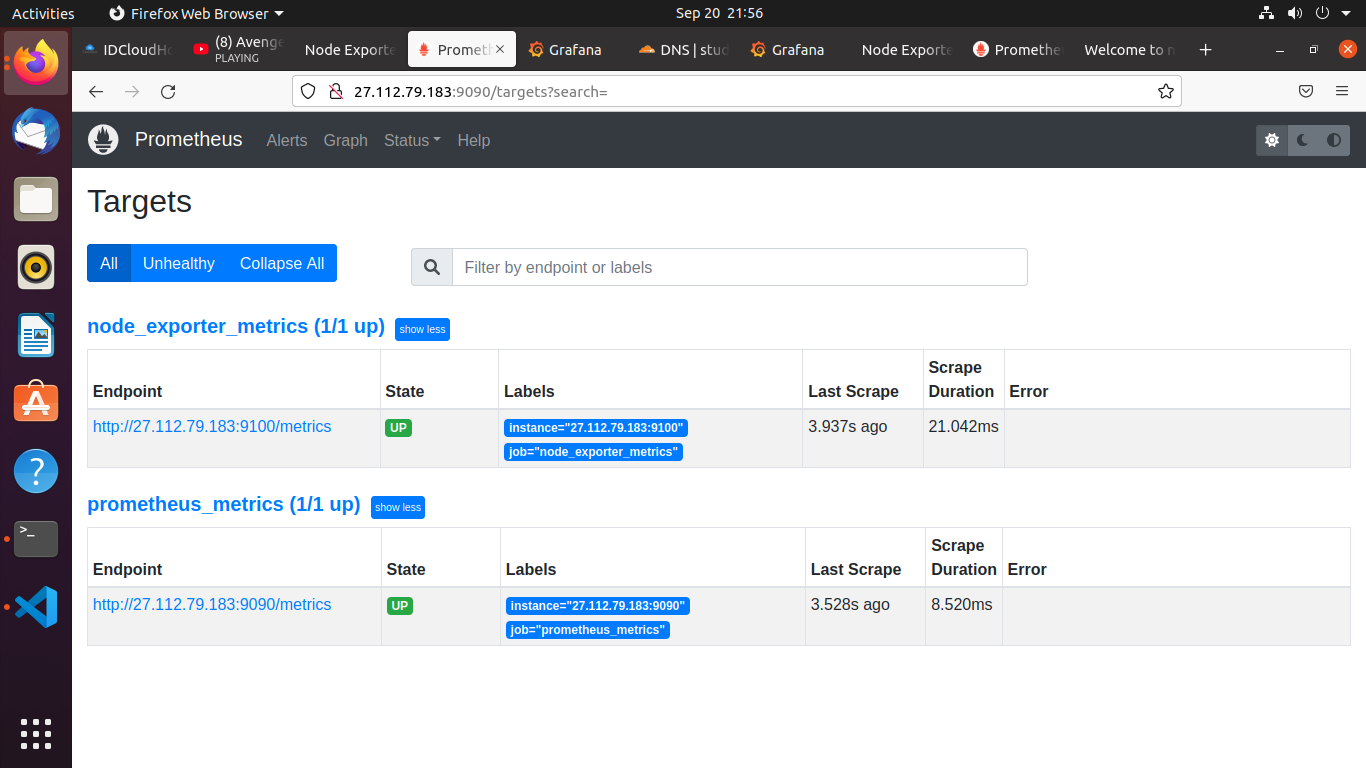 Activities
Firefox Web Browser
Sep 20 21:56
IDCloudHo
(8) Avenge
PLAYING
Node Exporte
Prometh
Grafana
DNS | stud
Grafana
Node Exporte
Promethe
Welcome to n
27.112.79.183:9090/targets?search=
Prometheus
Alerts
Graph
Status
Help
Targets
All
Unhealthy
Collapse All
Filter by endpoint or labels
node_exporter_metrics (1/1 up)
show less
Endpoint
State
Labels
Last Scrape
Scrape
Duration
Error
http://27.112.79.183:9100/metrics
UP
instance="27.112.79.183:9100"
job="node_exporter_metrics"
3.937s ago
21.042ms
prometheus_metrics (1/1 up)
show less
Endpoint
State
Labels
Last Scrape
Scrape
Duration
Error
http://27.112.79.183:9090/metrics
UP
instance="27.112.79.183:9090"
job="prometheus_metrics"
3.528s ago
8.520ms